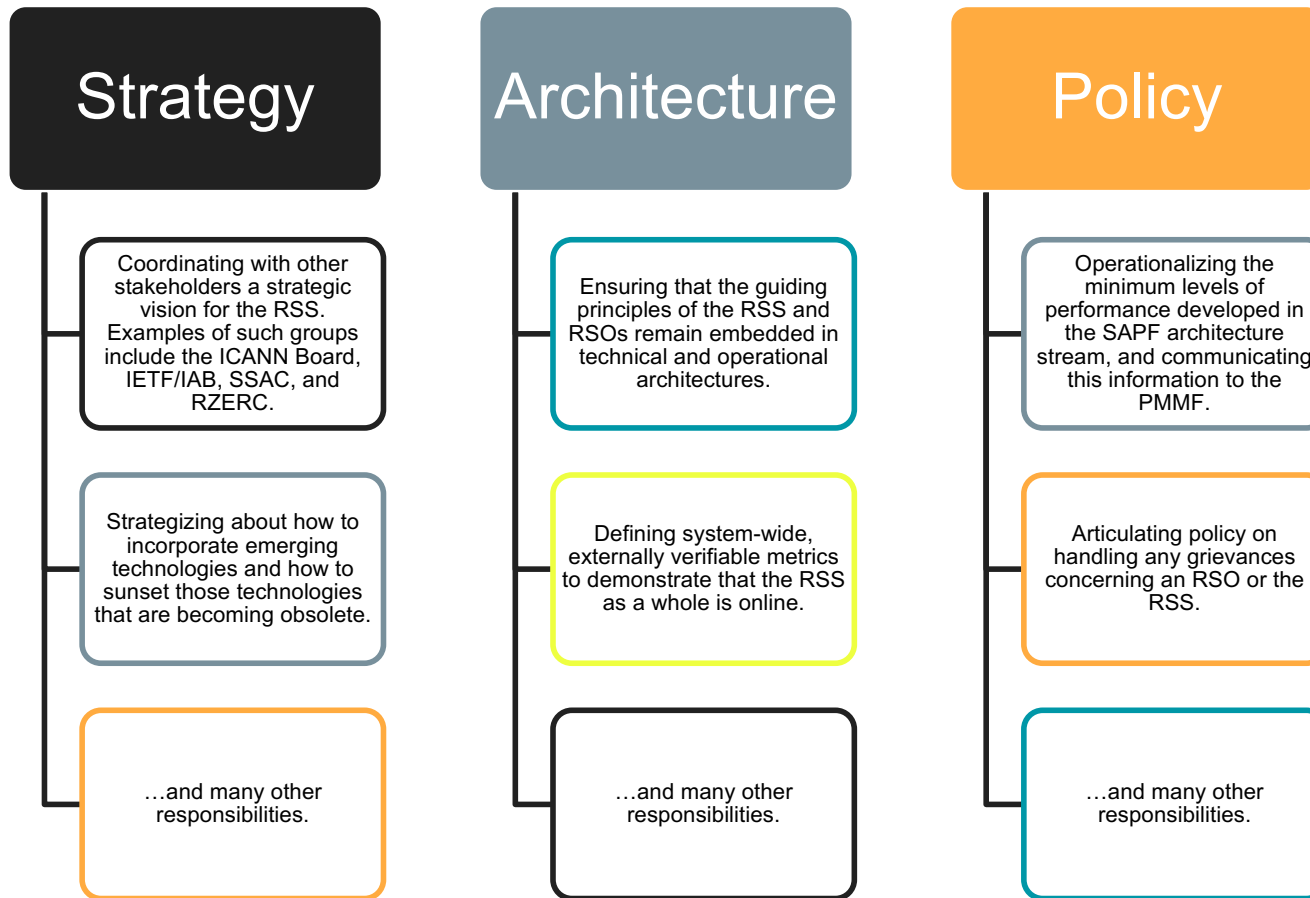 Strategy
Coordinating with other
stakeholders a strategic
vision for the RSS.
Examples of such groups
include the ICANN Board,
IETF/IAB, SSAC, and
RZERC.
Strategizing about how to
incorporate emerging
technologies and how to
sunset those technologies
that are becoming obsolete.
…and many other
responsibilities.
Architecture
Ensuring that the guiding
principles of the RSS and
RSOs remain embedded in
technical and operational
architectures.
Defining system-wide,
externally verifiable metrics
to demonstrate that the RSS
as a whole is online.
…and many other
responsibilities.
Policy
Operationalizing the
minimum levels of
performance developed in
the SAPF architecture
stream, and communicating
this information to the
PMMF.
Articulating policy on
handling any grievances
concerning an RSO or the
RSS.
…and many other
responsibilities.